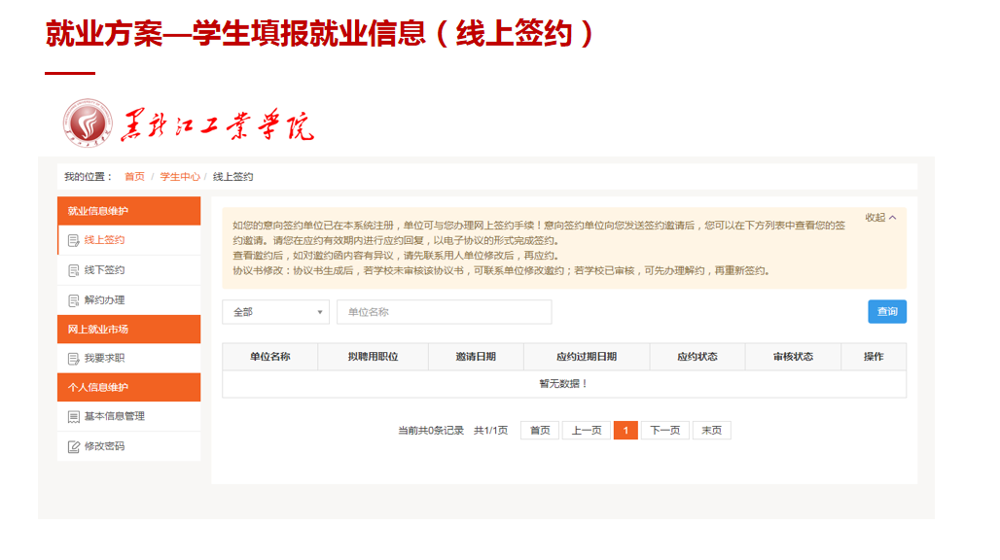 就业方案—学生填报就业信息（线上签约）
黑龙江工业学院
我的位置： 首页 / 学生中心 / 线上签约
就业信息维护
线上签约
线下签约
解约办理
网上就业市场
我要求职
个人信息维护
基本信息管理
修改密码
收起
如您的意向签约单位已在本系统注册，单位可与您办理网上签约手续！意向签约单位向您发送签约邀请后，您可以在下方列表中查看您的签
约邀请。请您在应约有效期内进行应约回复，以电子协议的形式完成签约。
查看邀约后，如对邀约函内容有异议，请先联系用人单位修改后，再应约。
协议书修改：协议书生成后，若学校未审核该协议书，可联系单位修改邀约；若学校已审核，可先办理解约，再重新签约。
全部 单位名称 查询
单位名称 拟聘用职位 邀请日期 应约过期日期 应约状态 审核状态 操作
暂无数据！
当前共0条记录 共1/1页 首页 上一页 1 下一页 末页